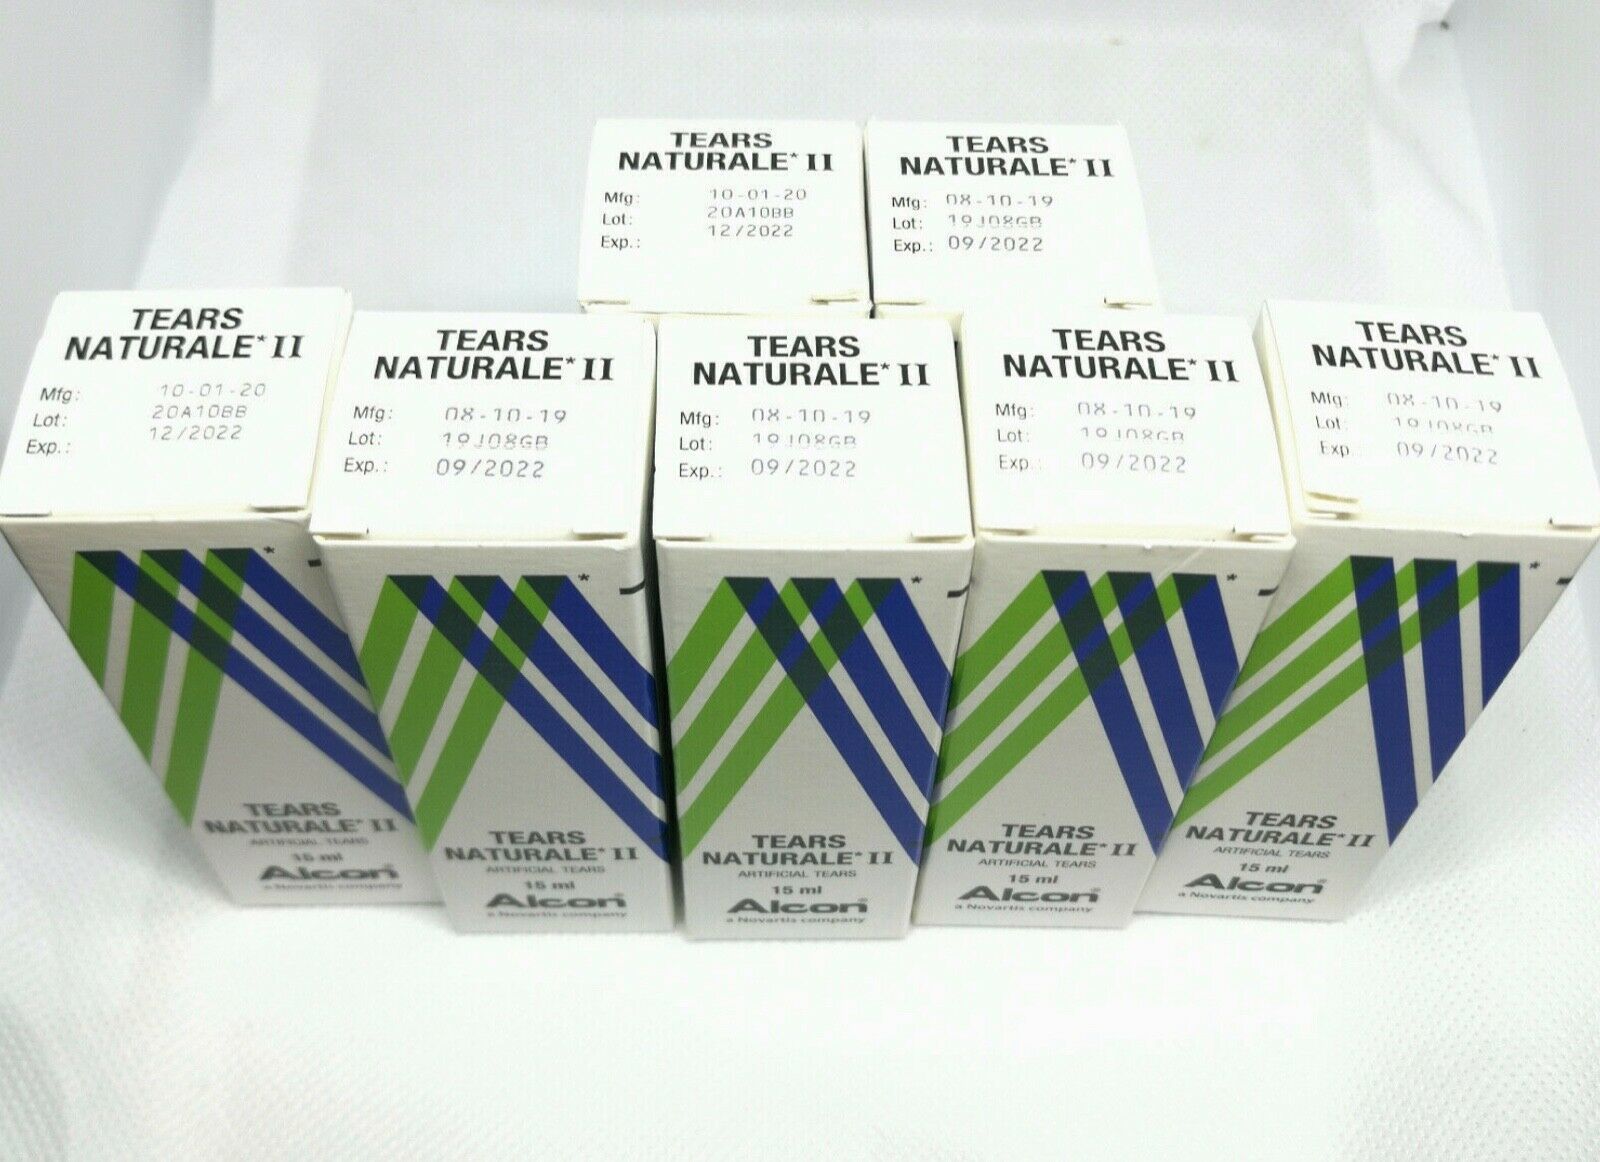 TEARS
NATURALE* II
Mfg: 10-01-20
Lot: 20A10BB
Exp.: 12/2022
TEARS
NATURALE* II
Mfg: 08-10-19
Lot: 19J08GB
Exp.: 09/2022
TEARS
NATURALE* II
Mfg: 10-01-20
Lot: 20A10BB
Exp.: 12/2022
TEARS
NATURALE* II
Mfg: 08-10-19
Lot: 19J08GB
Exp.: 09/2022
TEARS
NATURALE* II
Mfg: 08-10-19
Lot: 19J08GB
Exp.: 09/2022
TEARS
NATURALE* II
Mfg: 08-10-19
Lot: 19J08GB
Exp.: 09/2022
TEARS
NATURALE* II
Mfg: 08-10-19
Lot: 19J08GB
Exp.: 09/2022
*
TEARS
NATURALE* II
ARTIFICIAL TEARS
15 ml
Alcon
a Novartis company
*
TEARS
NATURALE* II
ARTIFICIAL TEARS
15 ml
Alcon®
a Novartis company
*
TEARS
NATURALE* II
ARTIFICIAL TEARS
15 ml
Alcon®
a Novartis company
*
TEARS
NATURALE* II
ARTIFICIAL TEARS
15 ml
Alcon®
a Novartis company
*
TEARS
NATURALE* II
ARTIFICIAL TEARS
15 ml
Alcon®
a Novartis company